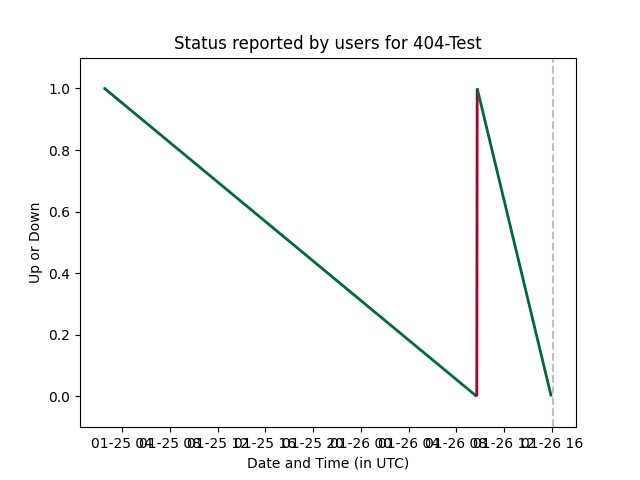 Status reported by users for 404-Test
Up or Down
1.0
0.8
0.6
0.4
0.2
0.0
01-25 04 01-25 08 01-25 12 01-25 16 01-25 20 01-26 00 01-26 04 01-26 08 01-26 12 01-26 16
Date and Time (in UTC)